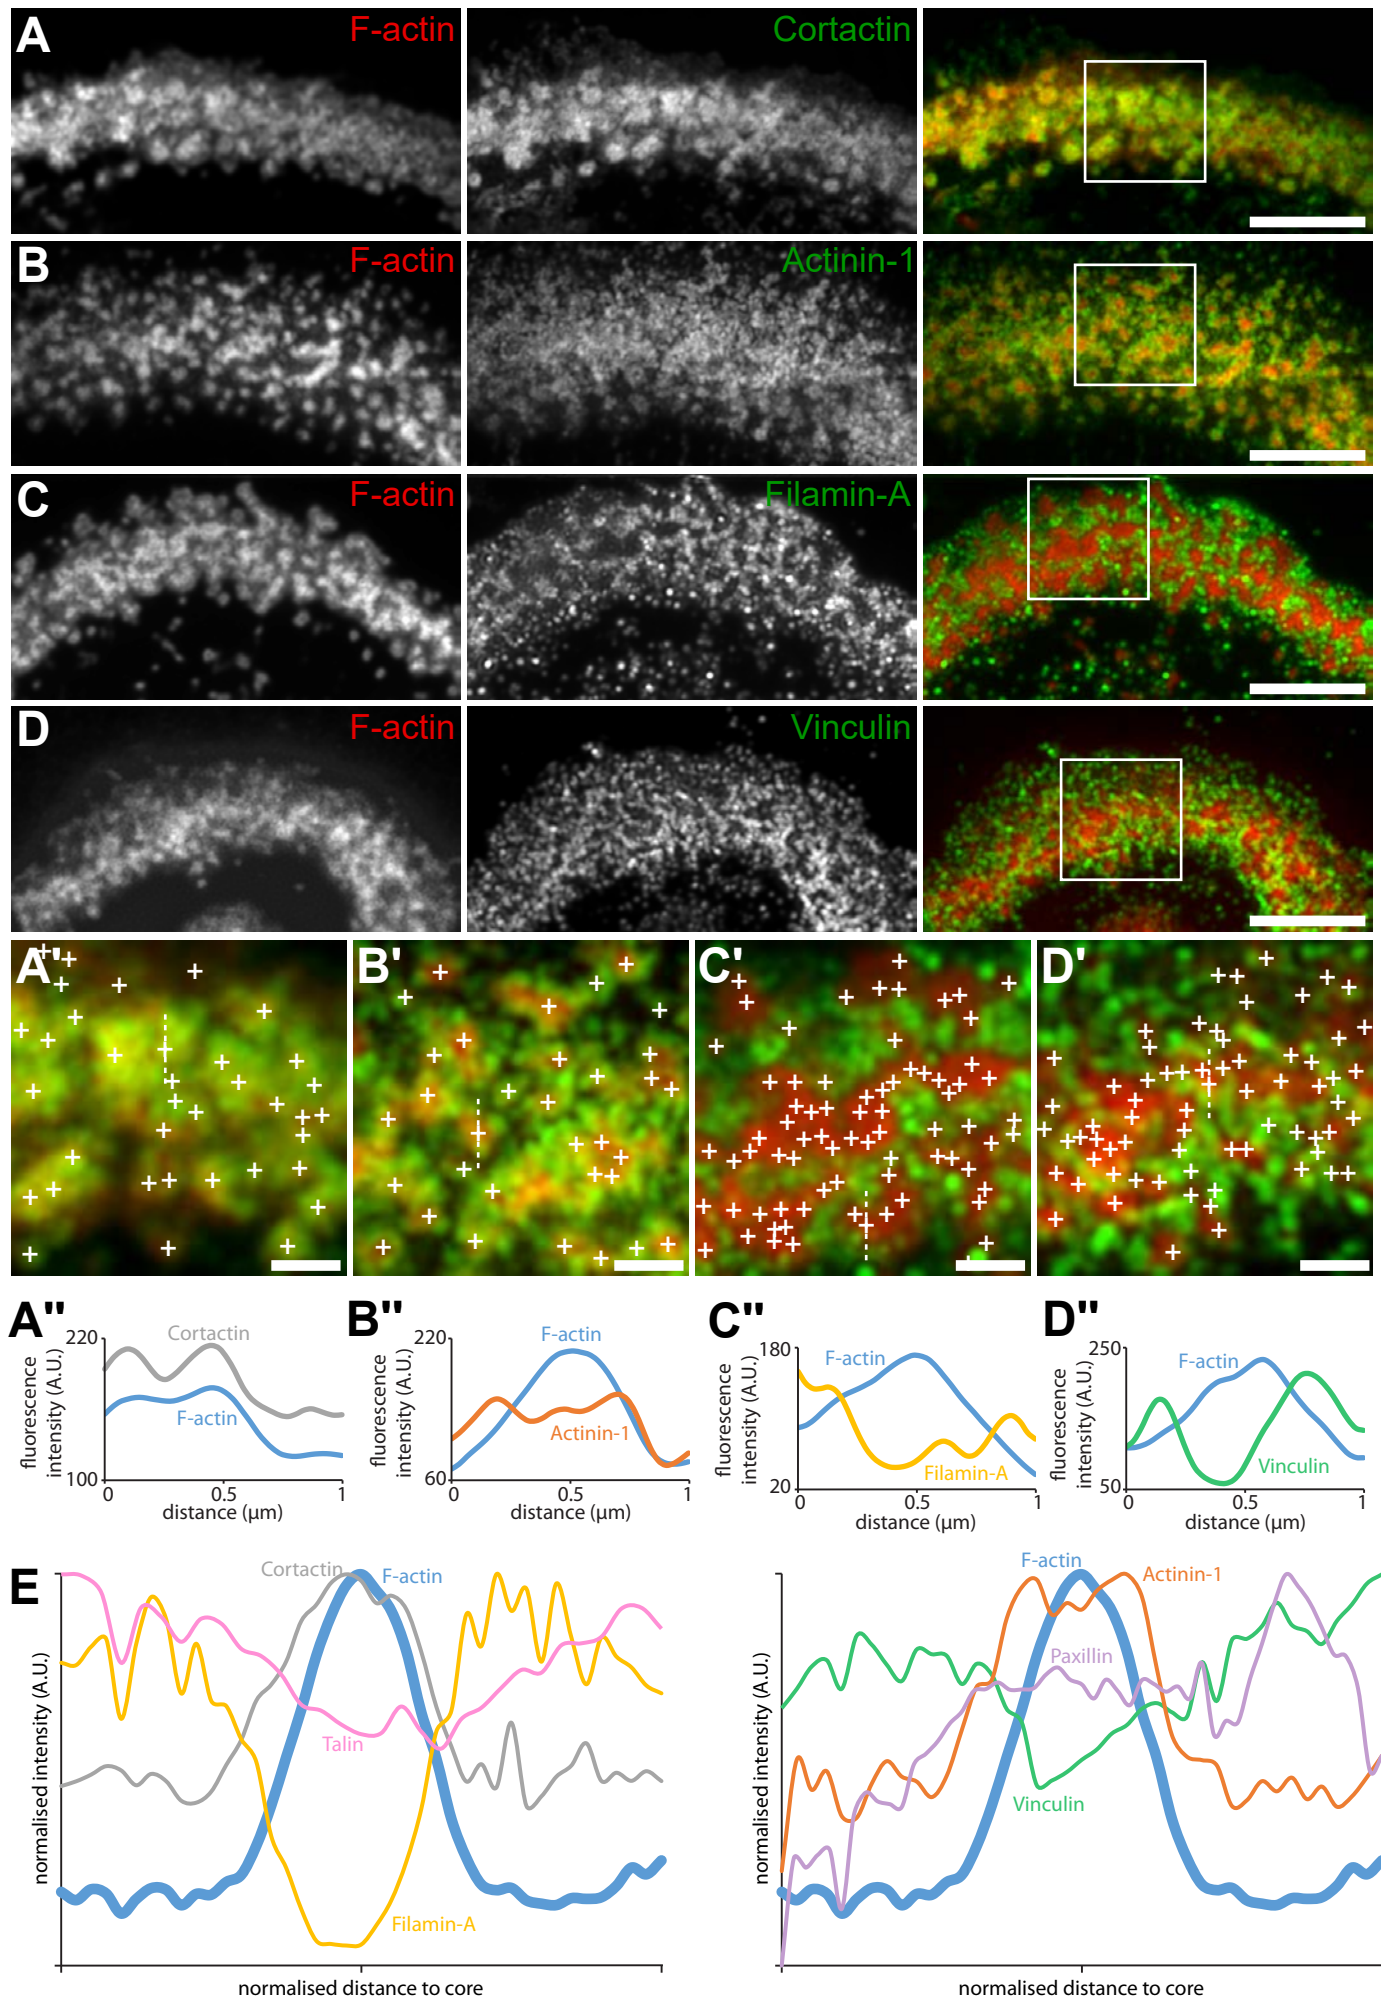 A F-actin Cortactin
B F-actin Actinin-1
C F-actin Filamin-A
D F-actin Vinculin
A' B' C' D'
A" B" C" D"
220
Cortactin
F-actin
fluorescence
intensity (A.U.)
100
0 0.5 1
distance (µm)
220
F-actin
Actinin-1
fluorescence
intensity (A.U.)
60
0 0.5 1
distance (µm)
180
F-actin
Filamin-A
fluorescence
intensity (A.U.)
20
0 0.5 1
distance (µm)
250
F-actin
Vinculin
fluorescence
intensity (A.U.)
50
0 0.5 1
distance (µm)
E
Cortactin
F-actin
Talin
Filamin-A
normalised intensity (A.U.)
normalised distance to core
F-actin
Actinin-1
Paxillin
Vinculin
normalised intensity (A.U.)
normalised distance to core